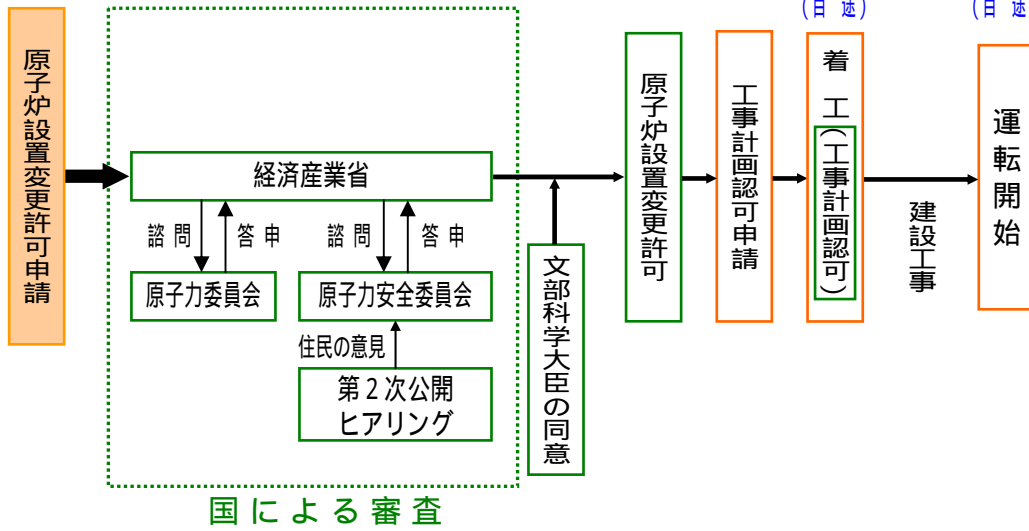 (日 途)
(日 途
原子炉設置変更許可申請
経済産業省
諮 問
答 申
諮 問
答 申
原子力委員会
原子力安全委員会
住民の意見
第２次公開
ヒアリング
国 に よ る 審 査
文部科学大臣の同意
原子炉設置変更許可
工事計画認可申請
着 工(工事計画認可)
建設工事
運転開始